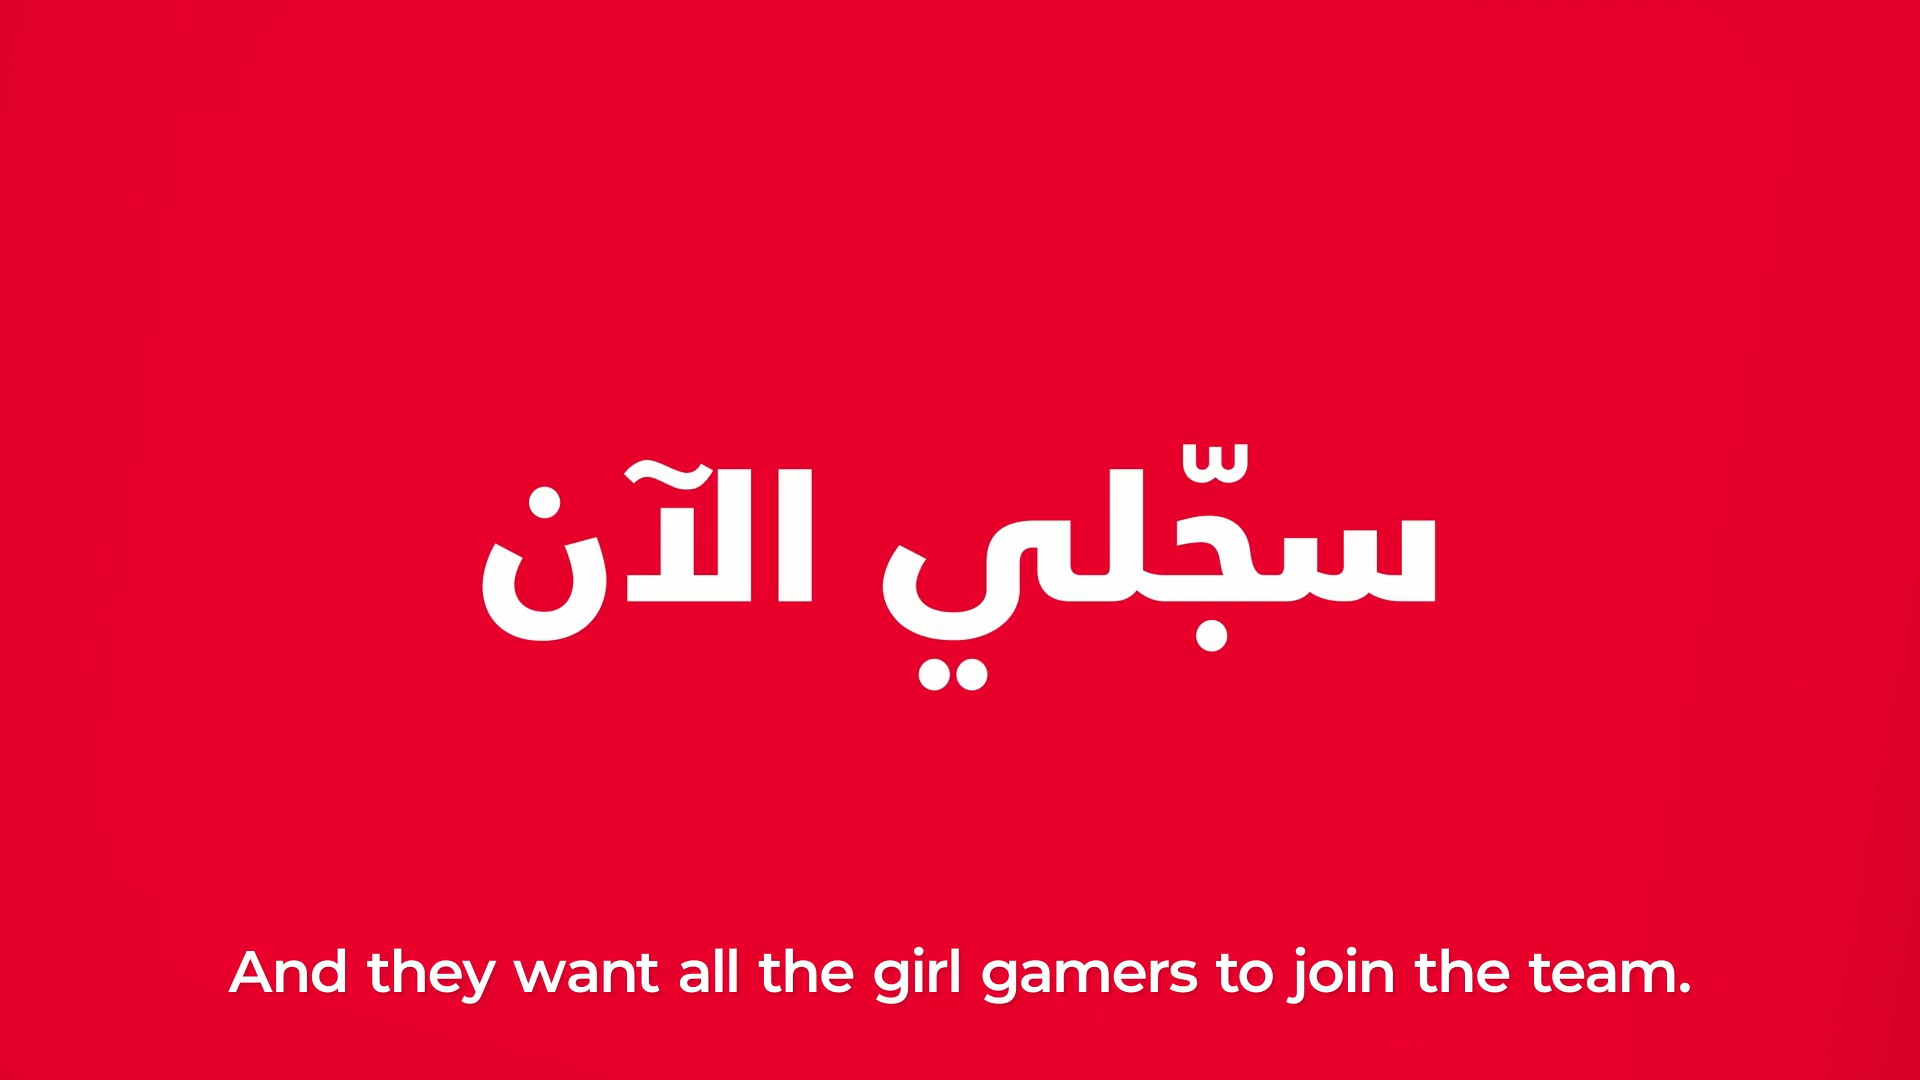 سجّلي الآن
And they want all the girl gamers to join the team.